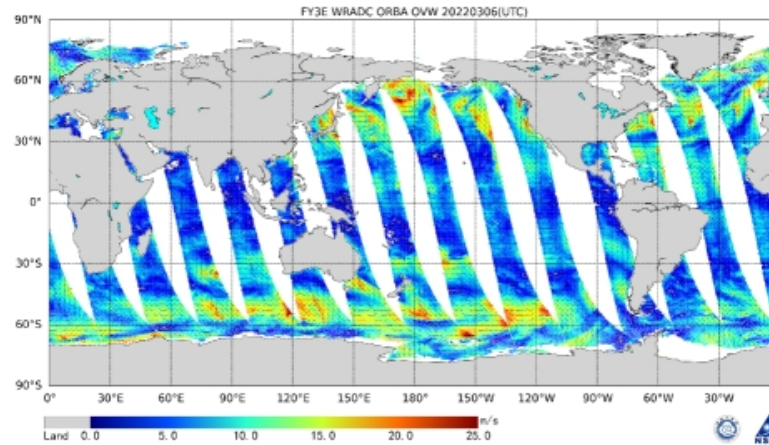 FY3E WRADC ORBA OVW 20220306(UTC)
90°N
60°N
30°N
0°
30°S
60°S
90°S
0° 30°E 60°E 90°E 120°E 150°E 180° 150°W 120°W 90°W 60°W 30°W
m/s
Land 0.0 5.0 10.0 15.0 20.0 25.0